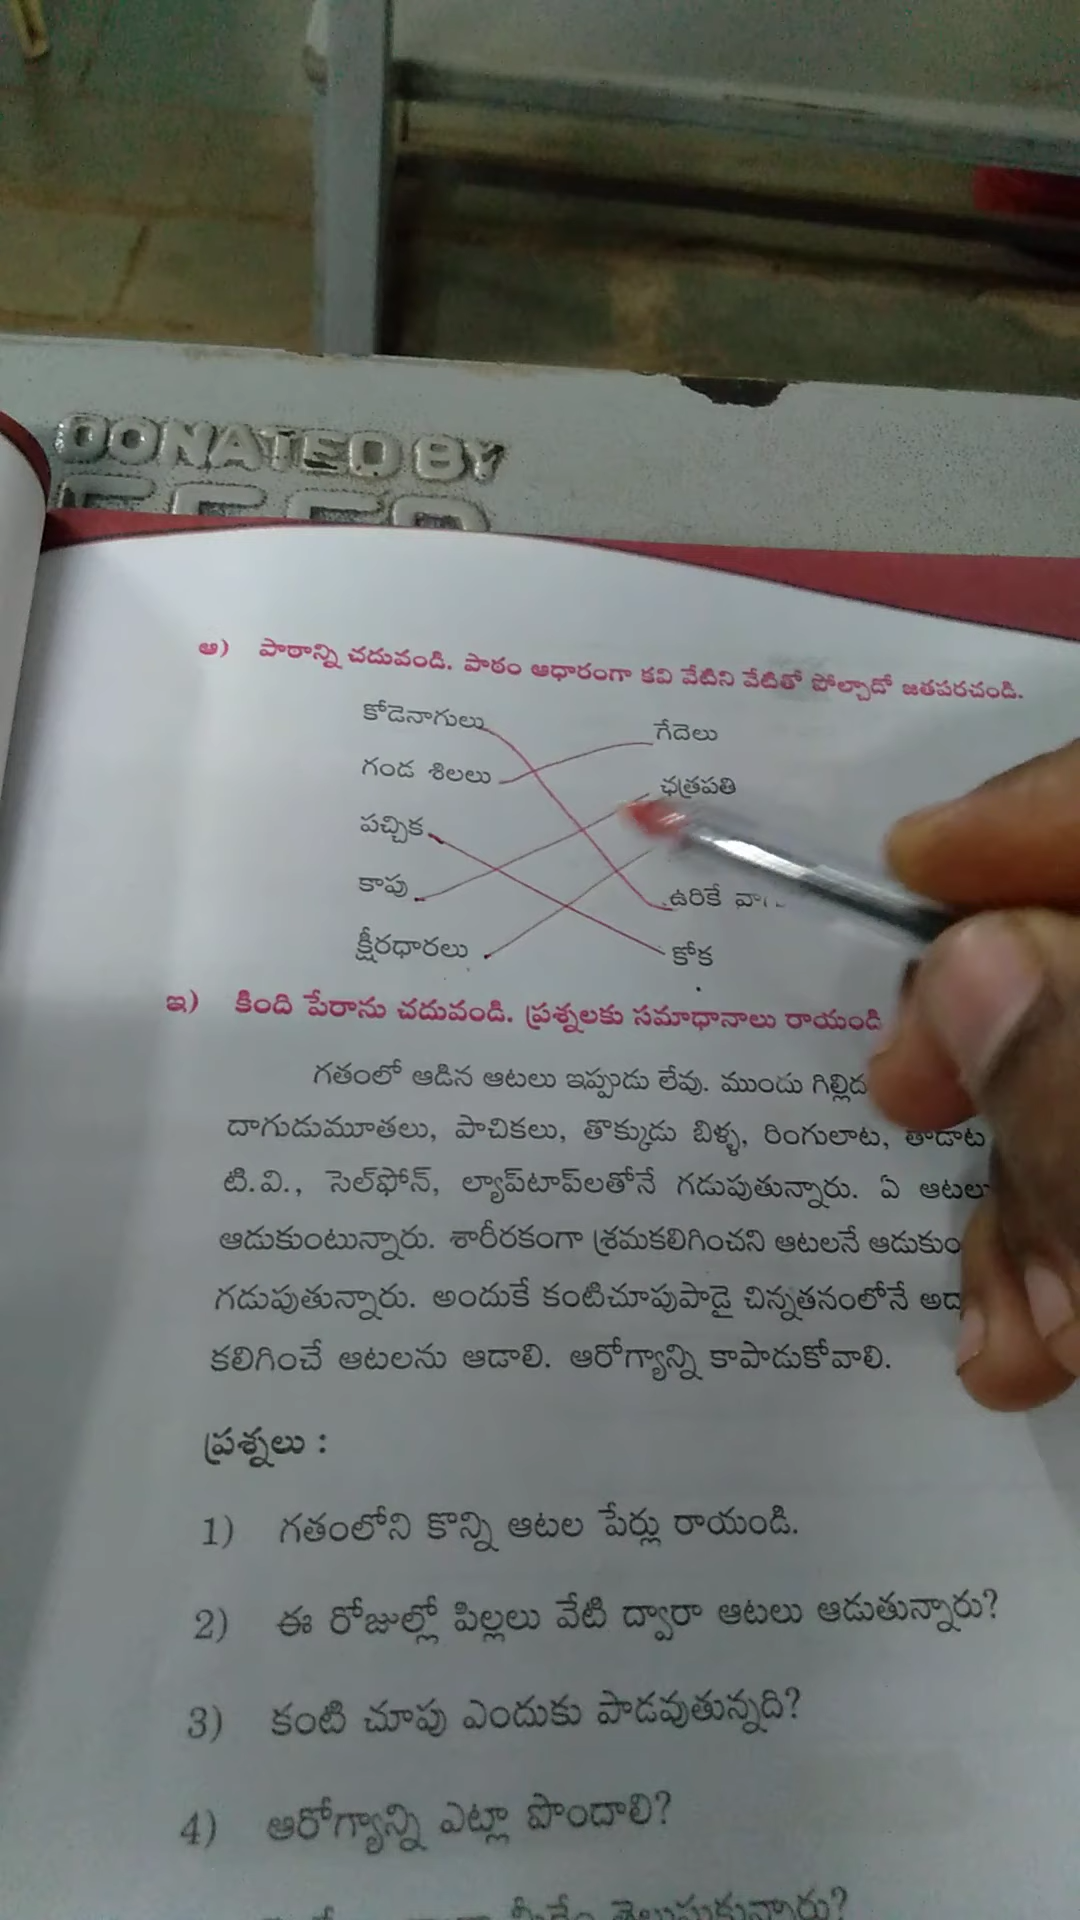 DONATED BY
ఆ) పాఠాన్ని చదువండి. పాఠం ఆధారంగా కవి వేటిని వేటితో పోల్చాడో జతపరచండి.
కోడెనాగులు గేదెలు
గండ శిలలు ఛత్రపతి
పచ్చిక
కాపు ఉరికే
క్షీరధారలు కోక
ఇ) కింది పేరాను చదువండి. ప్రశ్నలకు సమాధానాలు రాయండి
గతంలో ఆడిన ఆటలు ఇప్పుడు లేవు. ముందు
దాగుడుమూతలు, పాచికలు, తొక్కుడు బిళ్ళ, రింగులాట, తాడాట
టి.వి., సెల్‌ఫోన్, ల్యాప్‌టాప్‌లతోనే గడుపుతున్నారు. ఏ
ఆడుకుంటున్నారు. శారీరకంగా శ్రమకలిగించని ఆటలనే
గడుపుతున్నారు. అందుకే కంటిచూపుపాడై చిన్నతనంలోనే
కలిగించే ఆటలను ఆడాలి. ఆరోగ్యాన్ని కాపాడుకోవాలి.
ప్రశ్నలు :
1) గతంలోని కొన్ని ఆటల పేర్లు రాయండి.
2) ఈ రోజుల్లో పిల్లలు వేటి ద్వారా ఆటలు ఆడుతున్నారు?
3) కంటి చూపు ఎందుకు పాడవుతున్నది?
4) ఆరోగ్యాన్ని ఎట్లా పొందాలి?